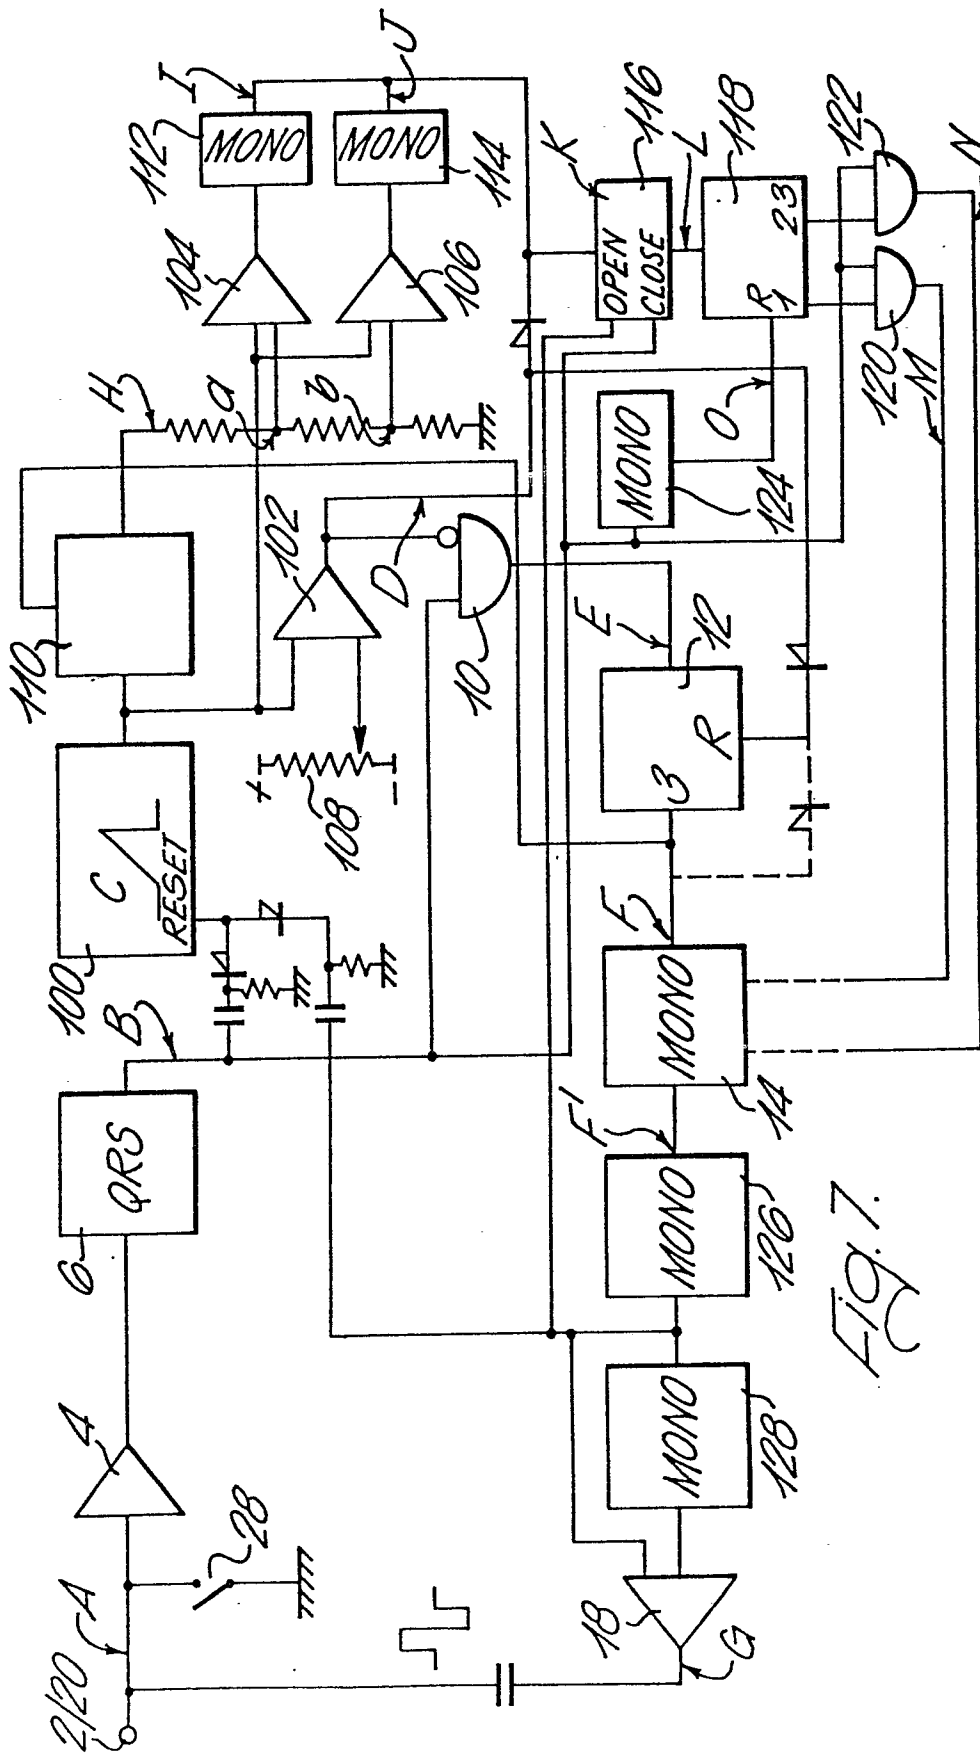 2/20
A
4
28
6
QRS
B
100
C
RESET
110
H
a
b
104
106
112
MONO
I
114
MONO
J
+
108
-
102
D
10
E
K
OPEN
CLOSE
116
L
118
R
1
23
MONO
124
O
120
122
M
N
3
R
12
F
MONO
14
F'
MONO
126
MONO
128
18
G
Fig. 7.